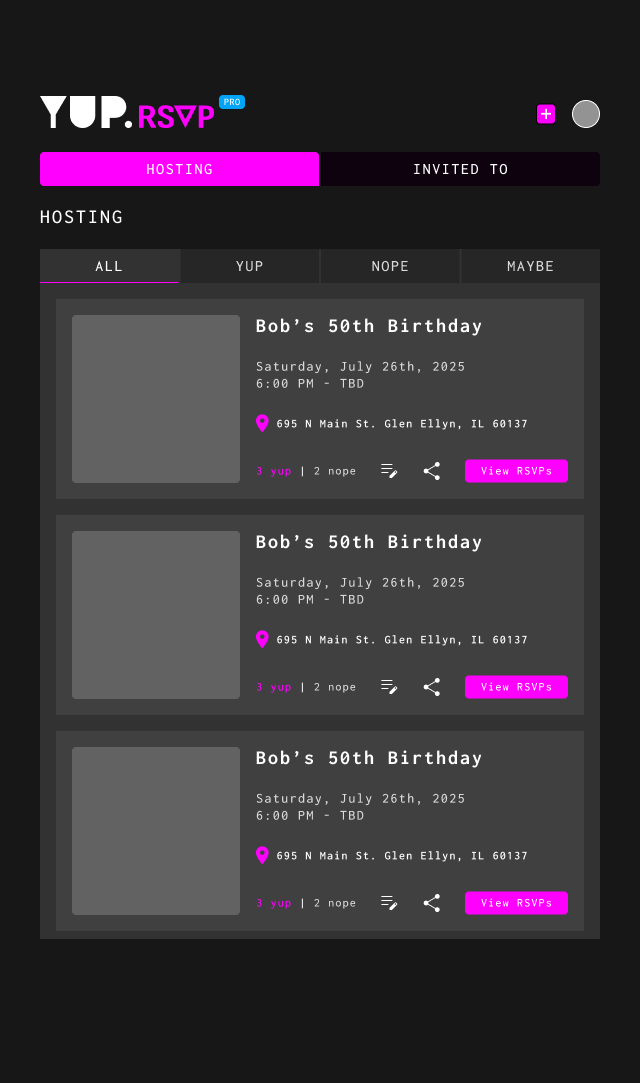 YUP.RSVP PRO
HOSTING INVITED TO
HOSTING
ALL YUP NOPE MAYBE
Bob’s 50th Birthday
Saturday, July 26th, 2025
6:00 PM - TBD
695 N Main St. Glen Ellyn, IL 60137
3 yup | 2 nope View RSVPs
Bob’s 50th Birthday
Saturday, July 26th, 2025
6:00 PM - TBD
695 N Main St. Glen Ellyn, IL 60137
3 yup | 2 nope View RSVPs
Bob’s 50th Birthday
Saturday, July 26th, 2025
6:00 PM - TBD
695 N Main St. Glen Ellyn, IL 60137
3 yup | 2 nope View RSVPs